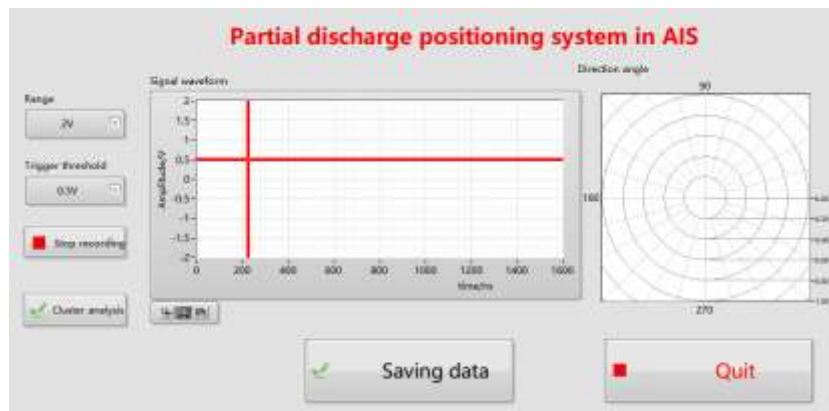 Partial discharge positioning system in AIS
Signal waveform
Direction angle
Range
2V
Trigger threshold
0.5V
Stop recording
Cluster analysis
Amplitude/V
2
1.5
1
0.5
0
-0.5
-1
-1.5
-2
0 200 400 600 800 1000 1200 1400 1600
time/ns
90
180
270
Saving data
Quit